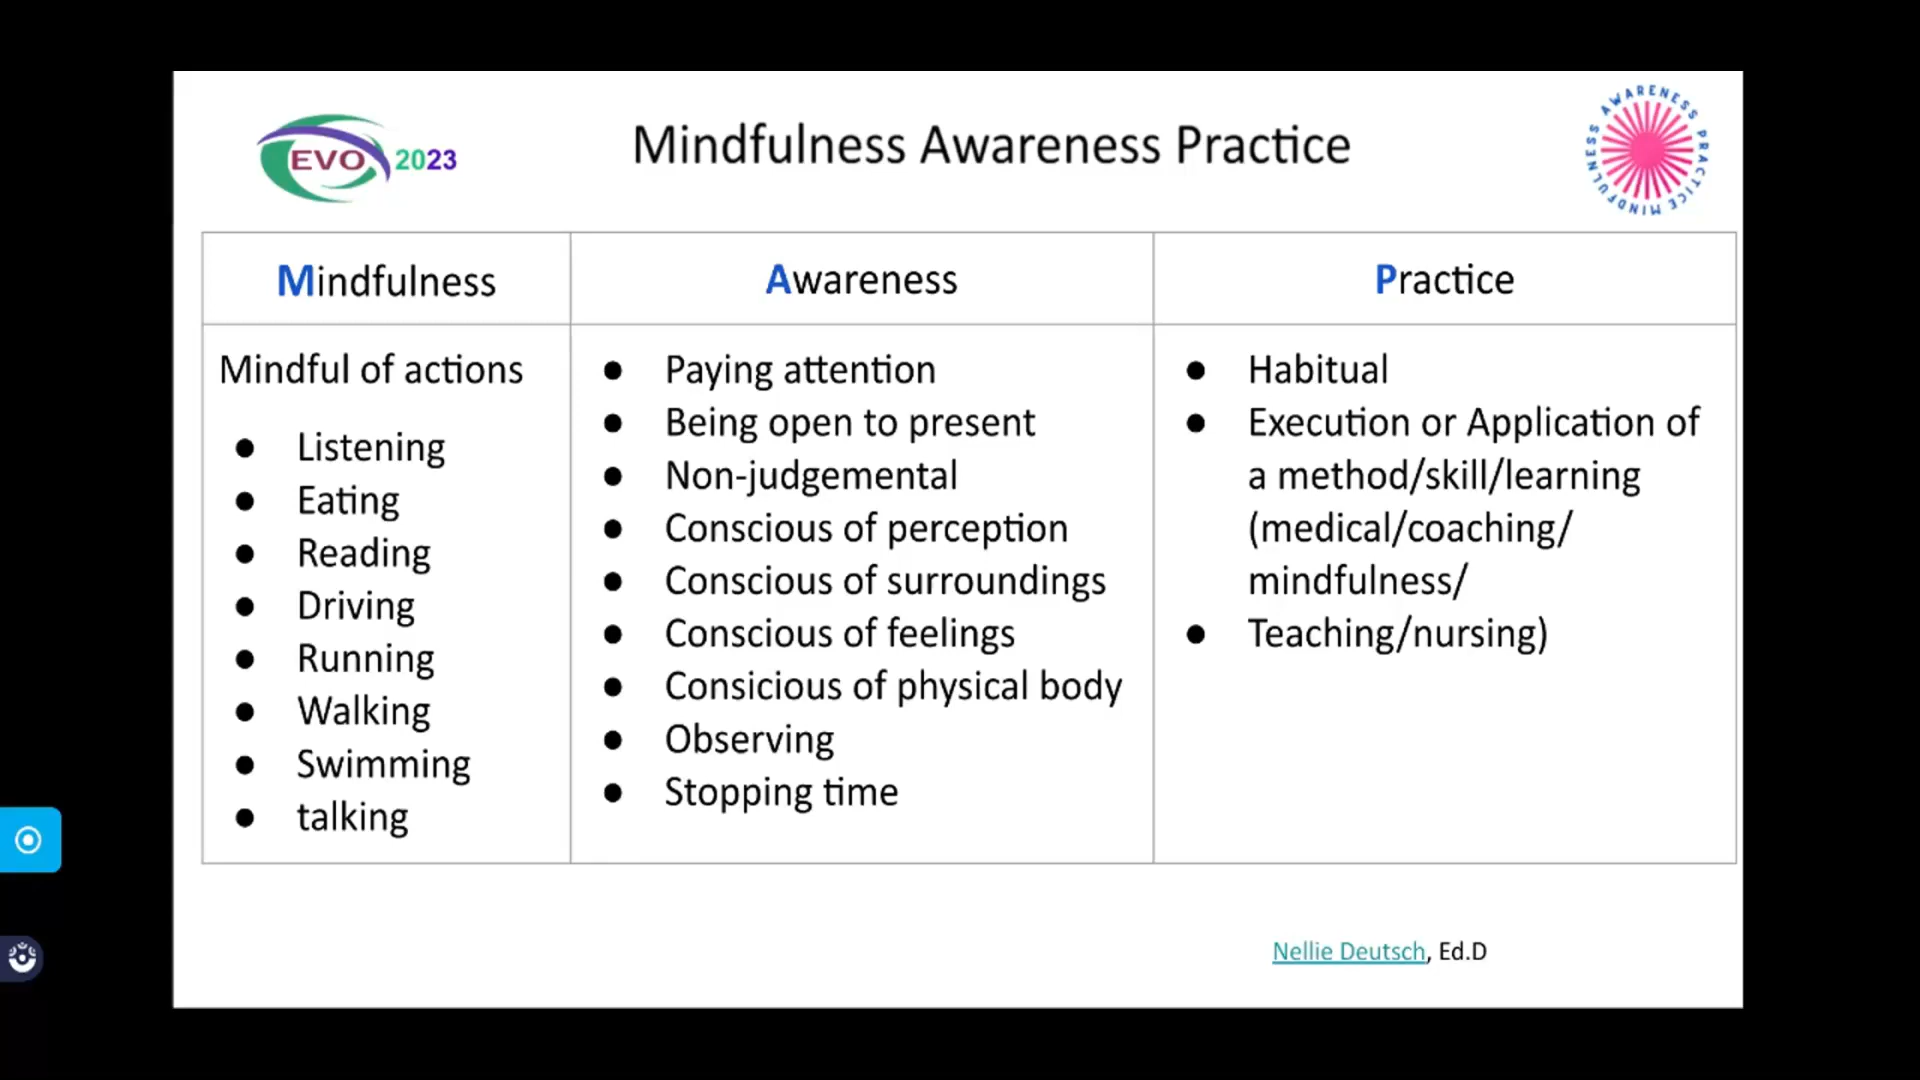 EVO 2023
Mindfulness Awareness Practice
MINDFULNESS AWARENESS PRACTICE
Mindfulness
Awareness
Practice
Mindful of actions
● Listening
● Eating
● Reading
● Driving
● Running
● Walking
● Swimming
● talking
● Paying attention
● Being open to present
● Non-judgemental
● Conscious of perception
● Conscious of surroundings
● Conscious of feelings
● Consicious of physical body
● Observing
● Stopping time
● Habitual
● Execution or Application of
a method/skill/learning
(medical/coaching/
mindfulness/
● Teaching/nursing)
Nellie Deutsch, Ed.D